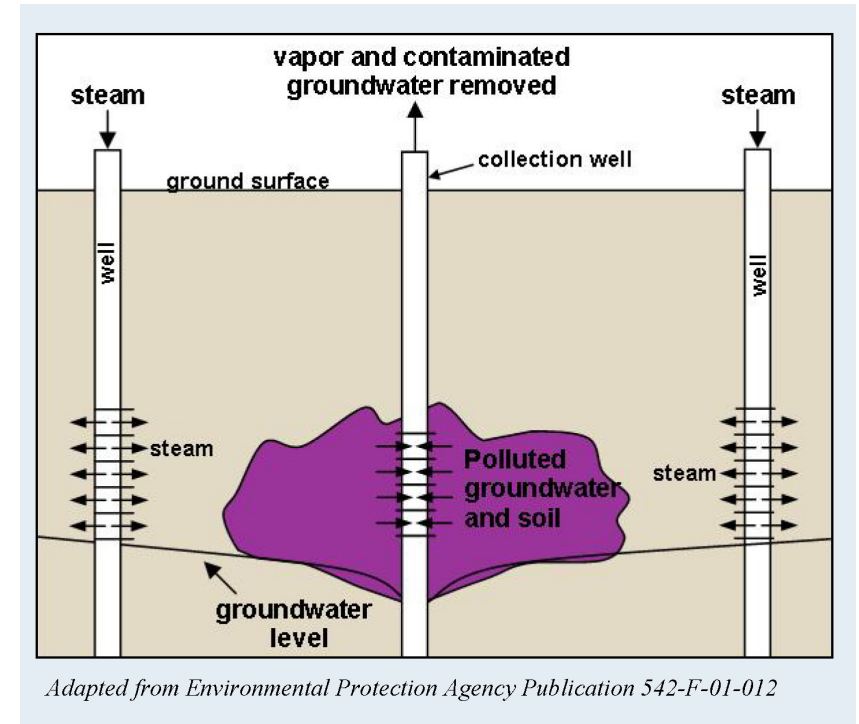 vapor and contaminated
groundwater removed
steam
steam
collection well
ground surface
well
well
steam
Polluted
groundwater
and soil
steam
groundwater
level
Adapted from Environmental Protection Agency Publication 542-F-01-012